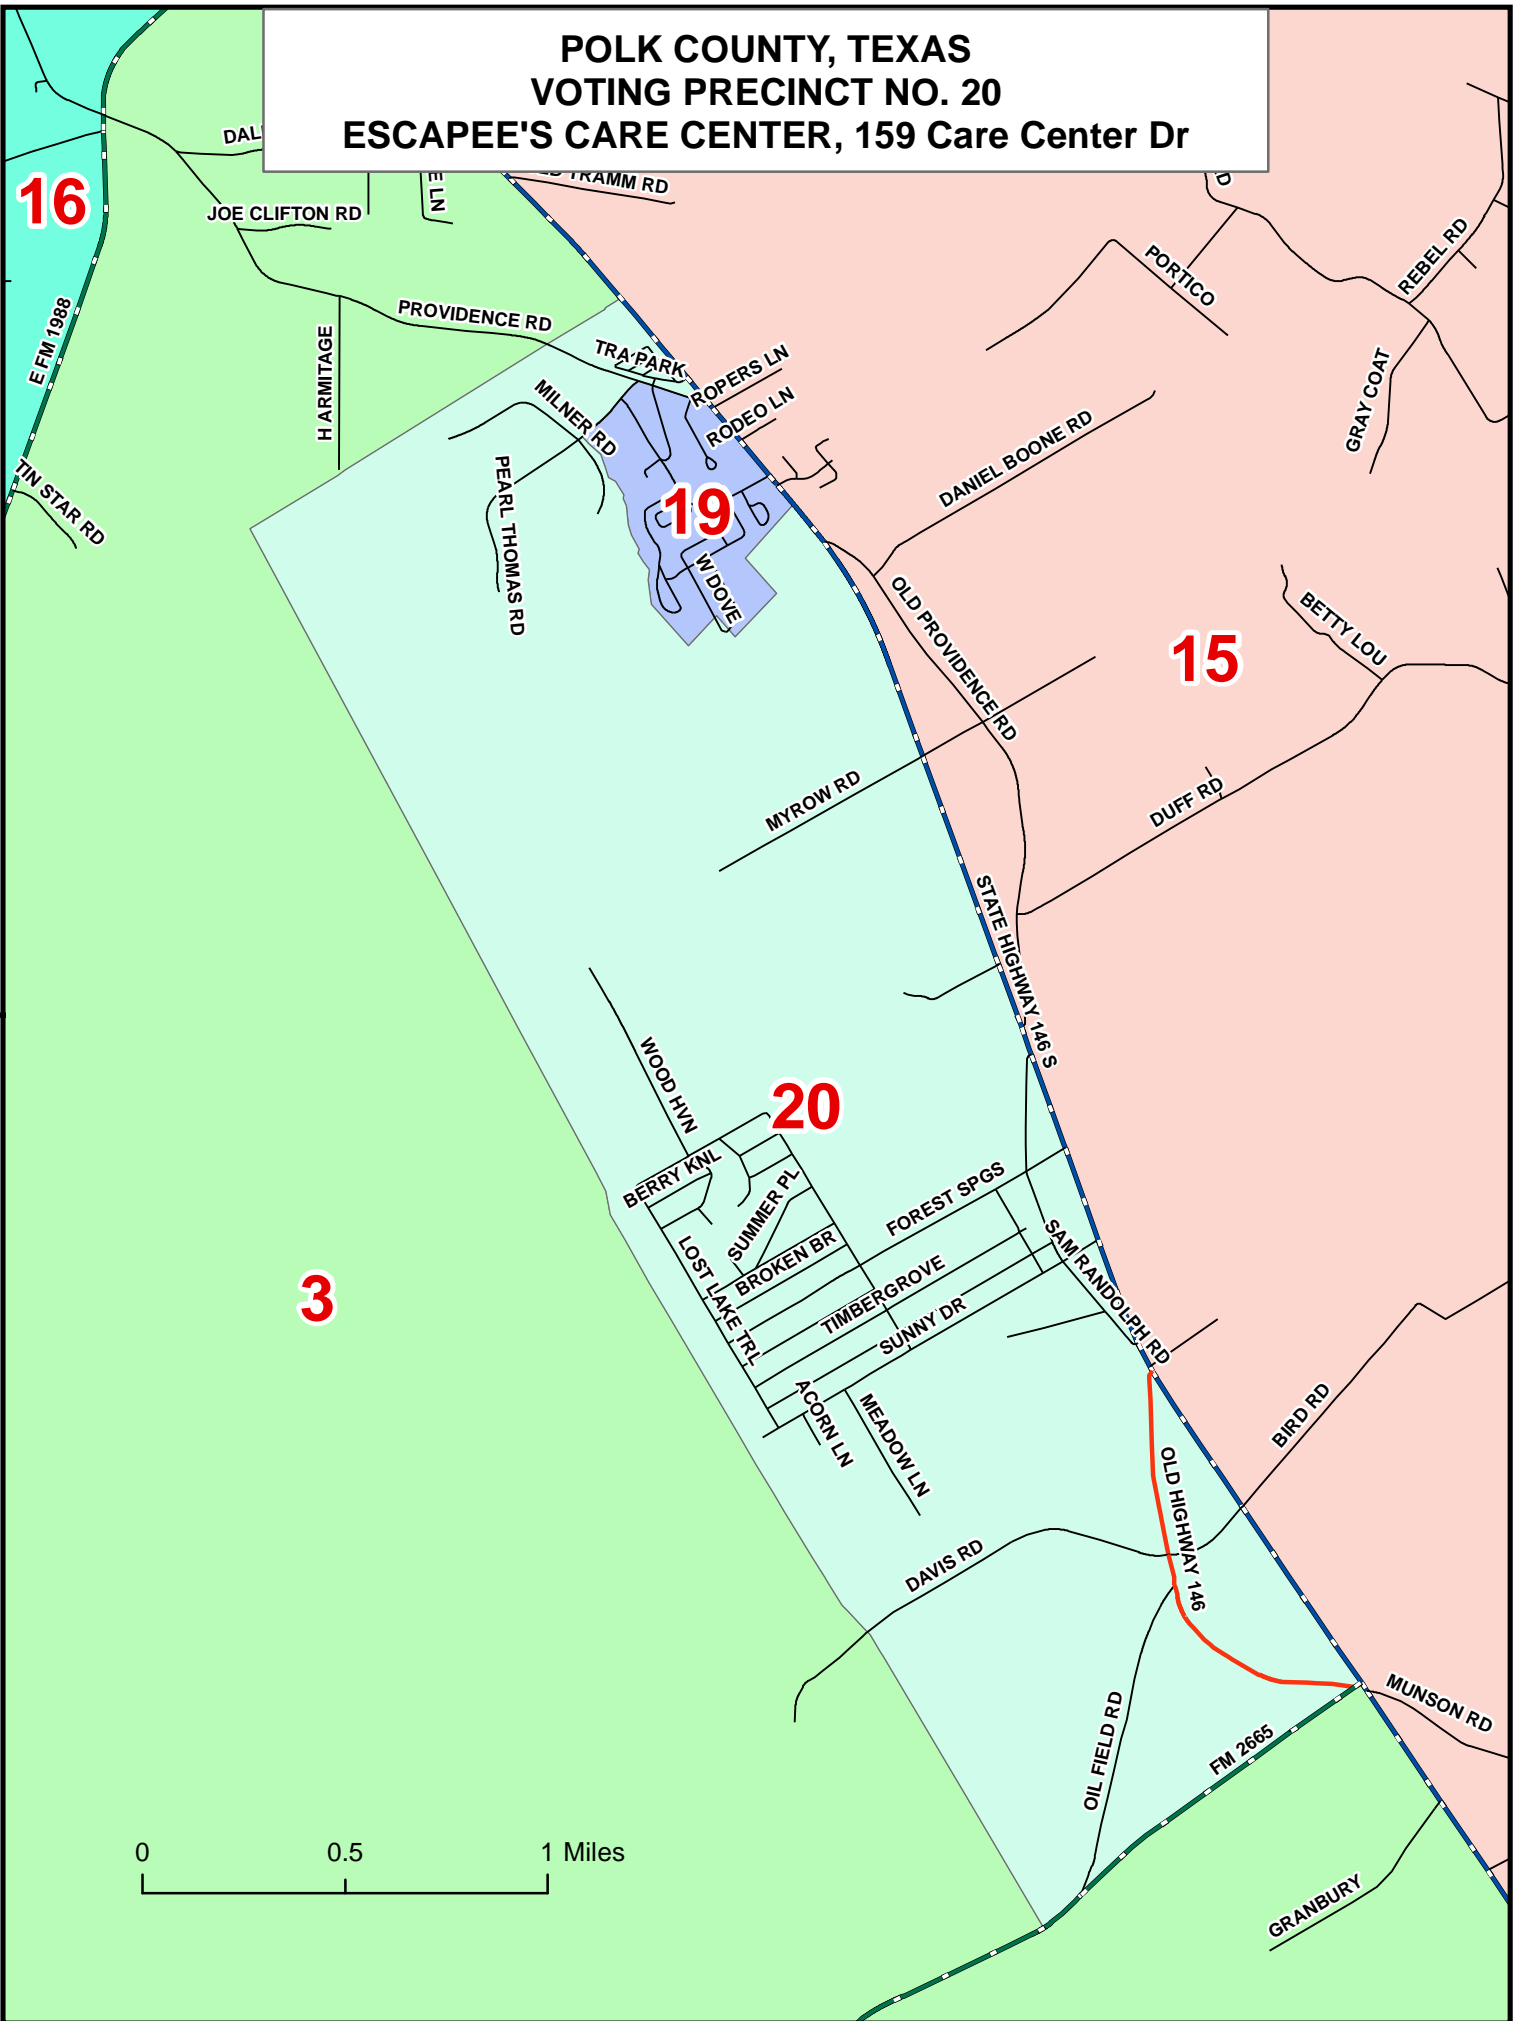 POLK COUNTY, TEXAS
VOTING PRECINCT NO. 20
ESCAPEE'S CARE CENTER, 159 Care Center Dr
16
JOE CLIFTON RD
E LN
TRAMM RD
PORTICO
REBEL RD
E FM 1988
H ARMITAGE
PROVIDENCE RD
TRA PARK
ROPERS LN
RODEO LN
MILNER RD
GRAY COAT
DANIEL BOONE RD
TIN STAR RD
PEARL THOMAS RD
19
W DOVE
OLD PROVIDENCE RD
15
BETTY LOU
MYROW RD
DUFF RD
STATE HIGHWAY 146 S
WOOD HVN
20
BERRY KNL
SUMMER PL
FOREST SPGS
LOST LAKE TRL
BROKEN BR
TIMBERGROVE
SUNNY DR
SAM RANDOLPH RD
3
ACORN LN
MEADOW LN
BIRD RD
OLD HIGHWAY 146
DAVIS RD
OIL FIELD RD
MUNSON RD
FM 2665
GRANBURY
0 0.5 1 Miles